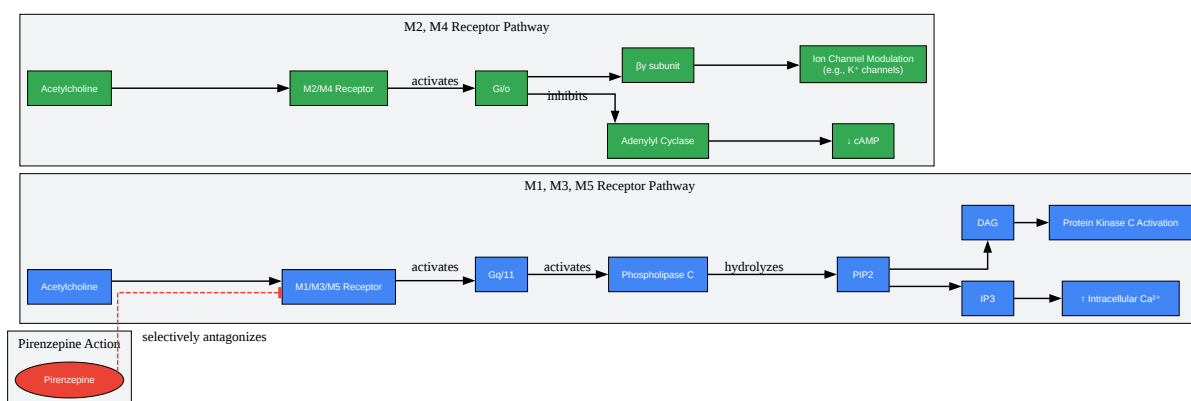 M2, M4 Receptor Pathway
βγ subunit
Ion Channel Modulation
(e.g., K⁺ channels)
Acetylcholine
M2/M4 Receptor
activates
Gi/o
inhibits
Adenylyl Cyclase
↓ cAMP
M1, M3, M5 Receptor Pathway
DAG
Protein Kinase C Activation
Acetylcholine
M1/M3/M5 Receptor
activates
Gq/11
activates
Phospholipase C
hydrolyzes
PIP2
IP3
↑ Intracellular Ca²⁺
selectively antagonizes
Pirenzepine Action
Pirenzepine